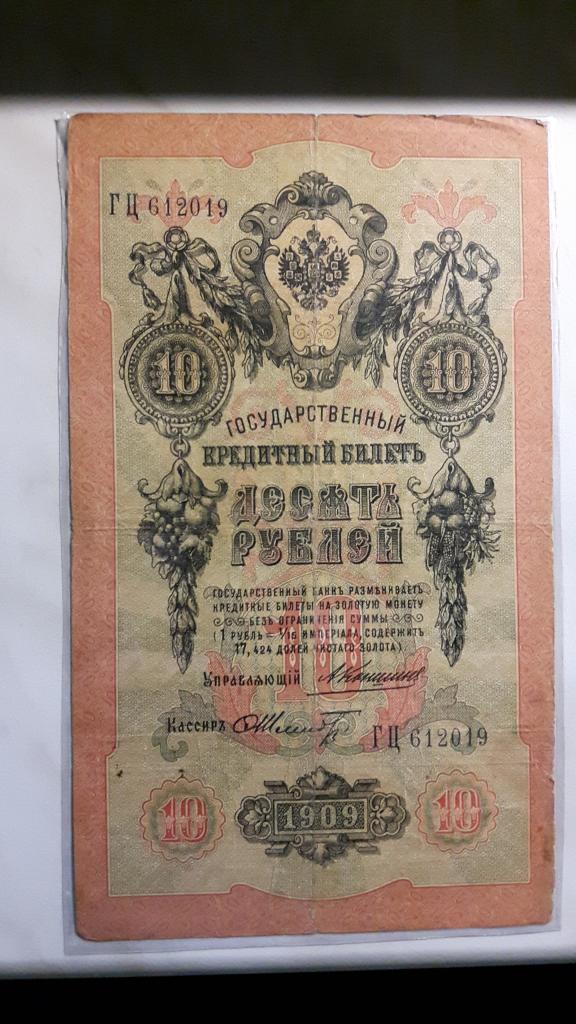 ГЦ 612019
10 10
ГОСУДАРСТВЕННЫЙ
КРЕДИТНЫЙ БИЛЕТЪ
ДЕСЯТЬ
РУБЛЕЙ
ГОСУДАРСТВЕННЫЙ БАНКЪ РАЗМѢНИВАЕТЪ
КРЕДИТНЫЕ БИЛЕТЫ НА ЗОЛОТУЮ МОНЕТУ
БЕЗЪ ОГРАНИЧЕНІЯ СУММЫ
(1 РУБЛЬ = 1/15 ИМПЕРІАЛА, СОДЕРЖИТЪ
17,424 ДОЛЕЙ ЧИСТАГО ЗОЛОТА)
10
УПРАВЛЯЮЩІЙ
КАССИРЪ
ГЦ 612019
10 1909 10